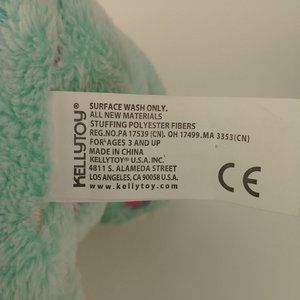 KELLYTOY®
SURFACE WASH ONLY.
ALL NEW MATERIALS
STUFFING POLYESTER FIBERS
REG.NO.PA 17539 (CN). OH 17499.MA 3353(CN)
FOR AGES 3 AND UP
MADE IN CHINA
KELLYTOY® U.S.A. INC.
4811 S. ALAMEDA STREET
LOS ANGELES, CA 90058 U.S.A.
www.kellytoy.com
CE